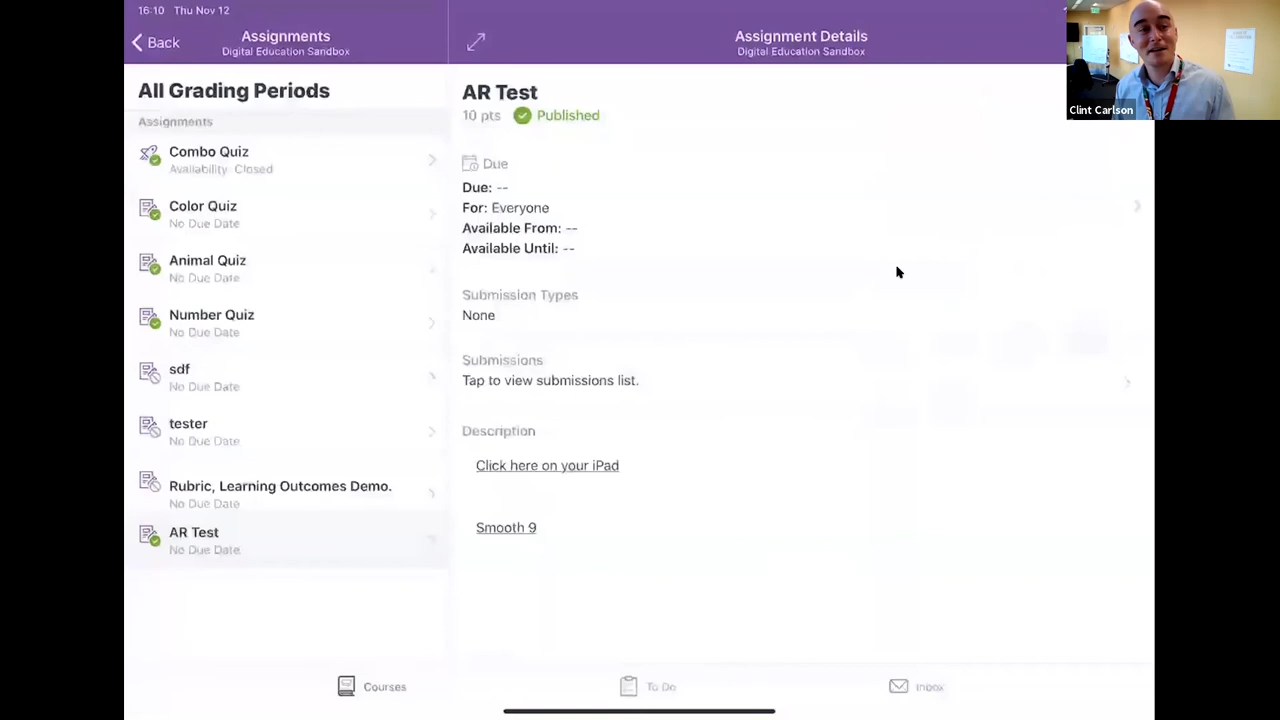 16:10 Thu Nov 12
Back
Assignments
Digital Education Sandbox
Assignment Details
Digital Education Sandbox
Clint Carlson
All Grading Periods
Assignments
Combo Quiz
Availability Closed
Color Quiz
No Due Date
Animal Quiz
No Due Date
Number Quiz
No Due Date
sdf
No Due Date
tester
No Due Date
Rubric, Learning Outcomes Demo.
No Due Date
AR Test
No Due Date
AR Test
10 pts Published
Due
Due: --
For: Everyone
Available From: --
Available Until: --
Submission Types
None
Submissions
Tap to view submissions list.
Description
Click here on your iPad
Smooth 9
Courses
To Do
Inbox